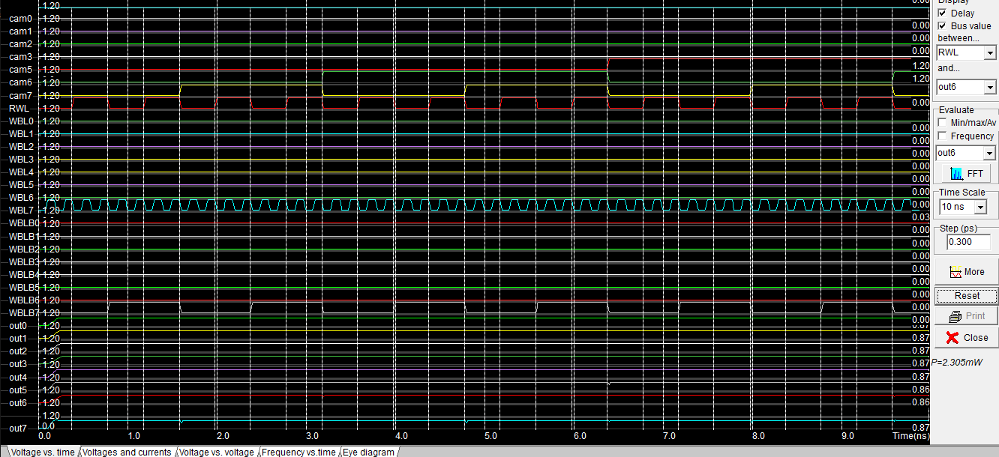 1.20 0.00 Display
cam0 1.20 Delay
0.00 Bus value
cam1 1.20
0.00 between...
cam2 1.20
0.00 RWL
cam3 1.20
1.20 and...
cam5 1.20
1.20
cam6 1.20 out6
cam7 1.20
0.00
RWL 1.20 Evaluate
WBL0 1.20 Min/max/Av
0.00
WBL1 1.20 Frequency
0.00
WBL2 1.20
0.00 out6
WBL3 1.20
0.00
WBL4 1.20 FFT
0.00
WBL5 1.20
0.00 Time Scale
WBL6 1.20
0.00 10 ns
WBL7 1.20
0.03
WBLB0 1.20
0.00 Step (ps)
WBLB1 1.20
0.00 0.300
WBLB2 1.20
0.00
WBLB3 1.20
0.00 More
WBLB4 1.20
0.00
WBLB5 1.20
0.00 Reset
WBLB6 1.20
0.00
WBLB7 1.20 Print
0.00
out0 1.20 0.87
out1 1.20 0.87 Close
out2 1.20 0.87
out3 1.20 0.87 P=2.305mW
out4 1.20 0.87
out5 1.20 0.86
out6 1.20 0.86
1.20
out7 0.0 0.87
0.0 1.0 2.0 3.0 4.0 5.0 6.0 7.0 8.0 9.0 Time(ns)
Voltage vs. time Voltages and currents Voltage vs. voltage Frequency vs.time Eye diagram